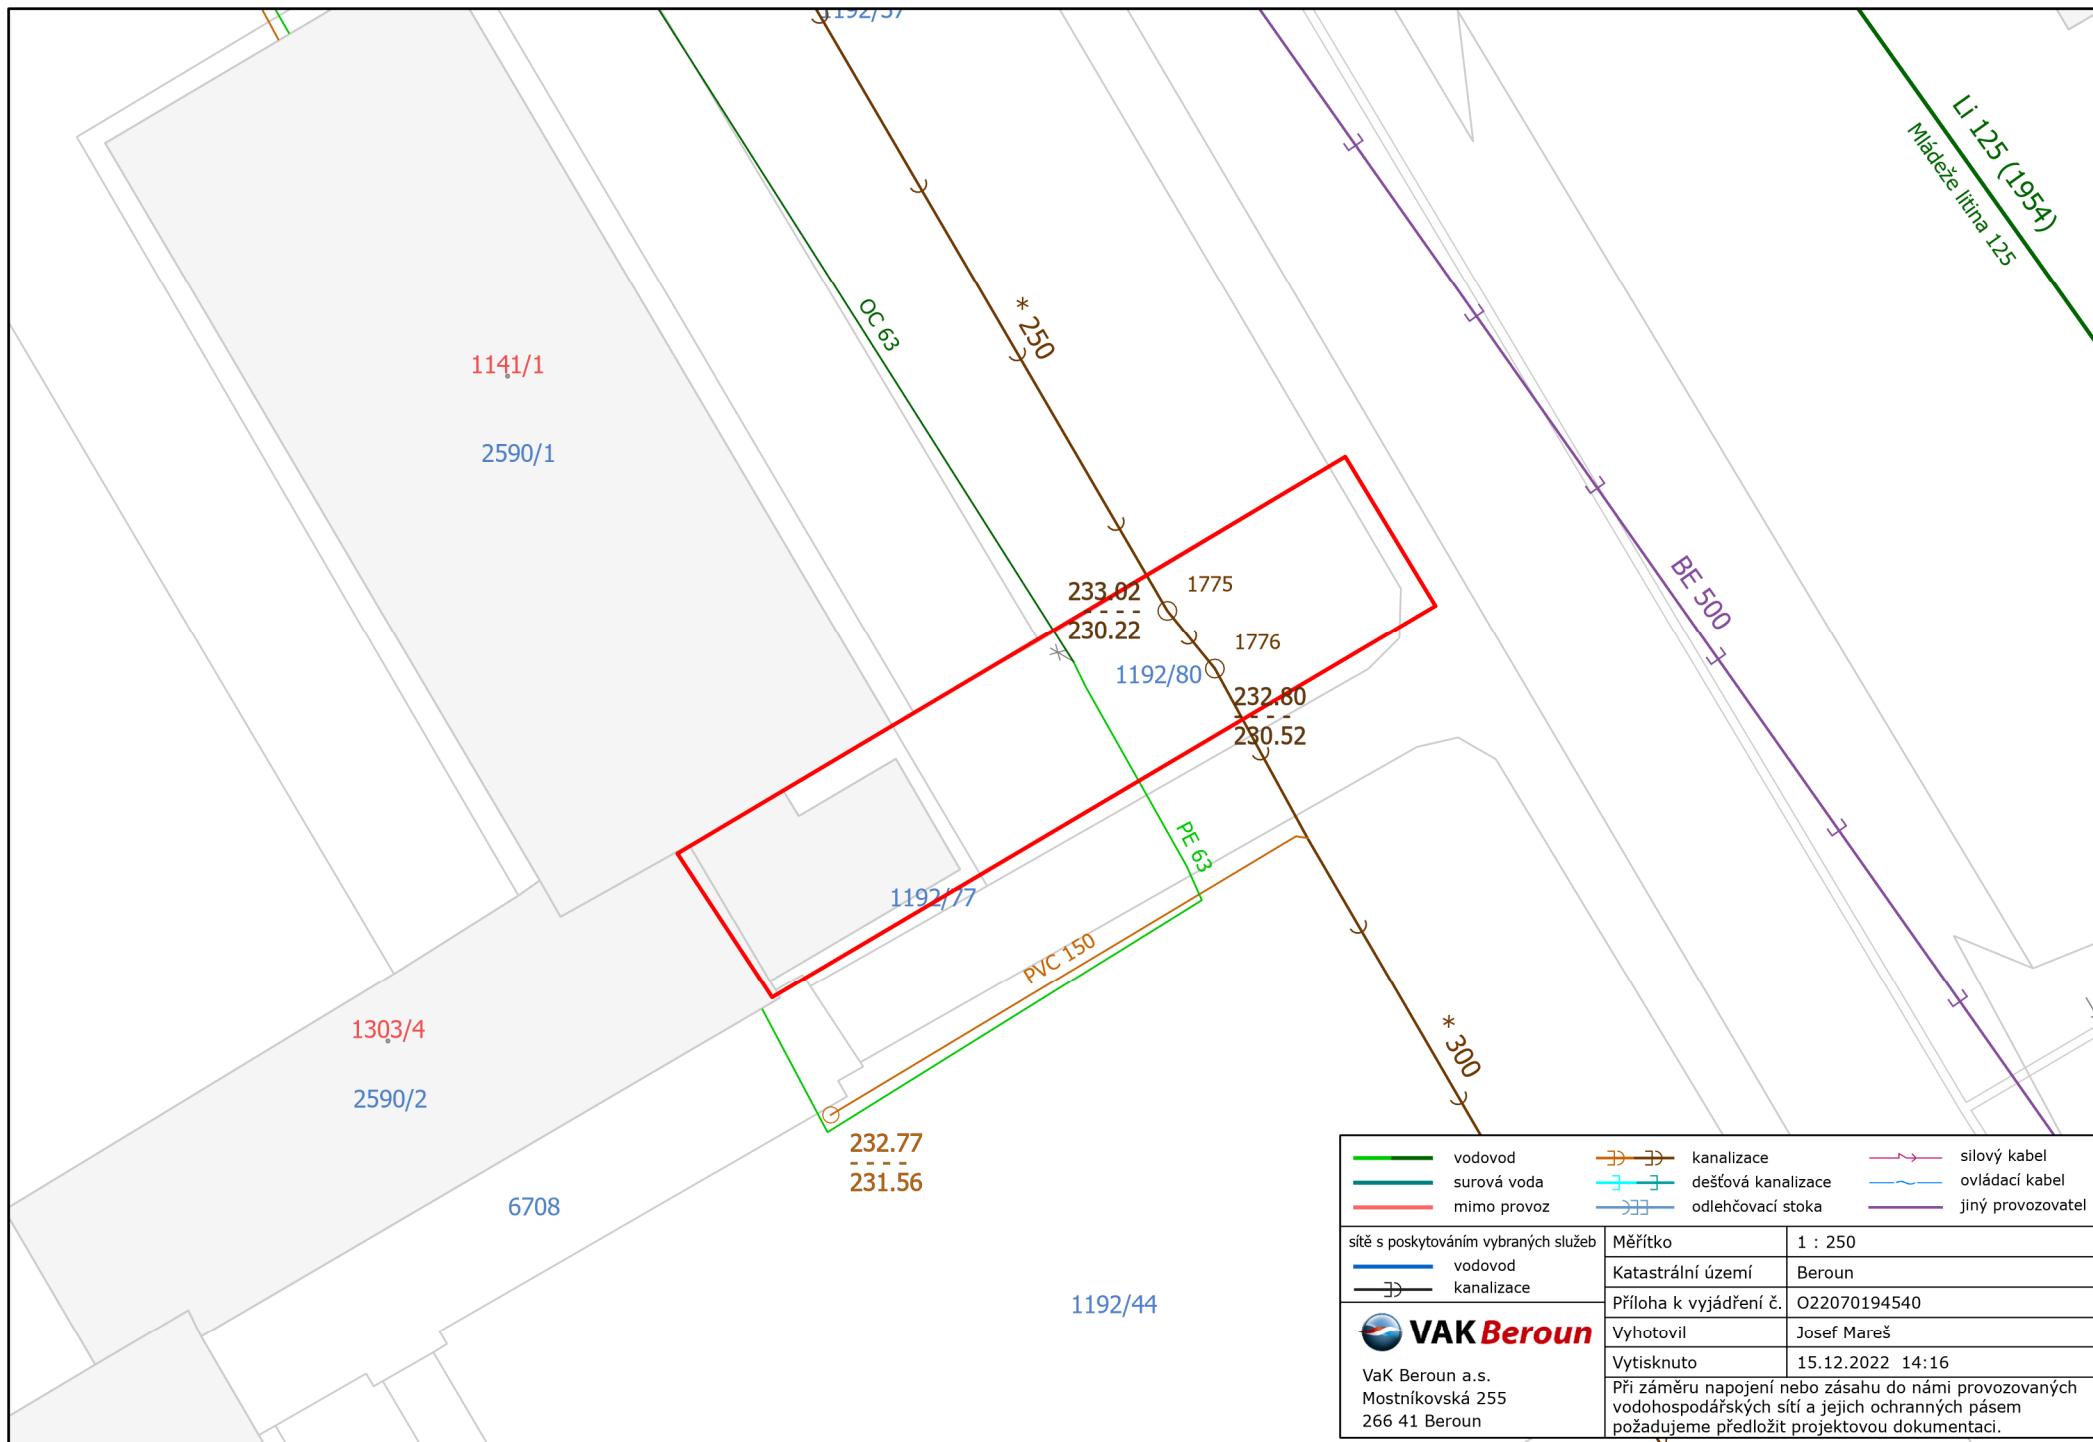 1192/57
Li 125 (1954)
Mládeže litina 125
OC 63
* 250
1141/1
2590/1
BE 500
233.02
- - - -
230.22
1775
1776
1192/80
232.80
- - - -
230.52
PE 63
1192/77
PVC 150
* 300
1303/4
2590/2
232.77
- - - - -
231.56
6708
1192/44
vodovod
surová voda
mimo provoz
kanalizace
dešťová kanalizace
odlehčovací stoka
silový kabel
ovládací kabel
jiný provozovatel
sítě s poskytováním vybraných služeb
vodovod
kanalizace
VAK Beroun
VaK Beroun a.s.
Mostníkovská 255
266 41 Beroun
Měřítko 1 : 250
Katastrální území Beroun
Příloha k vyjádření č. O22070194540
Vyhotovil Josef Mareš
Vytisknuto 15.12.2022 14:16
Při záměru napojení nebo zásahu do námi provozovaných
vodohospodářských sítí a jejich ochranných pásem
požadujeme předložit projektovou dokumentaci.